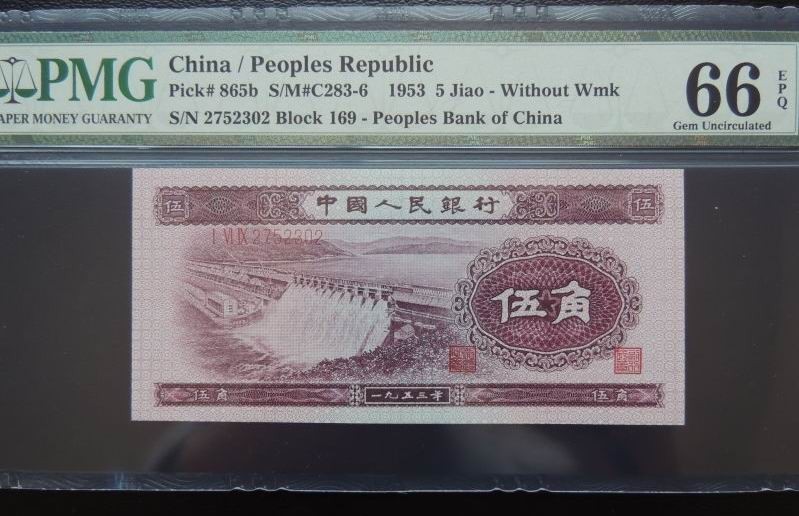 PMG
PAPER MONEY GUARANTY
China / Peoples Republic
Pick# 865b S/M#C283-6 1953 5 Jiao - Without Wmk
S/N 2752302 Block 169 - Peoples Bank of China
66 EPQ
Gem Uncirculated
伍 中國人民銀行 伍
I VI IX 2752302
伍角
伍角 一九五三年 伍角